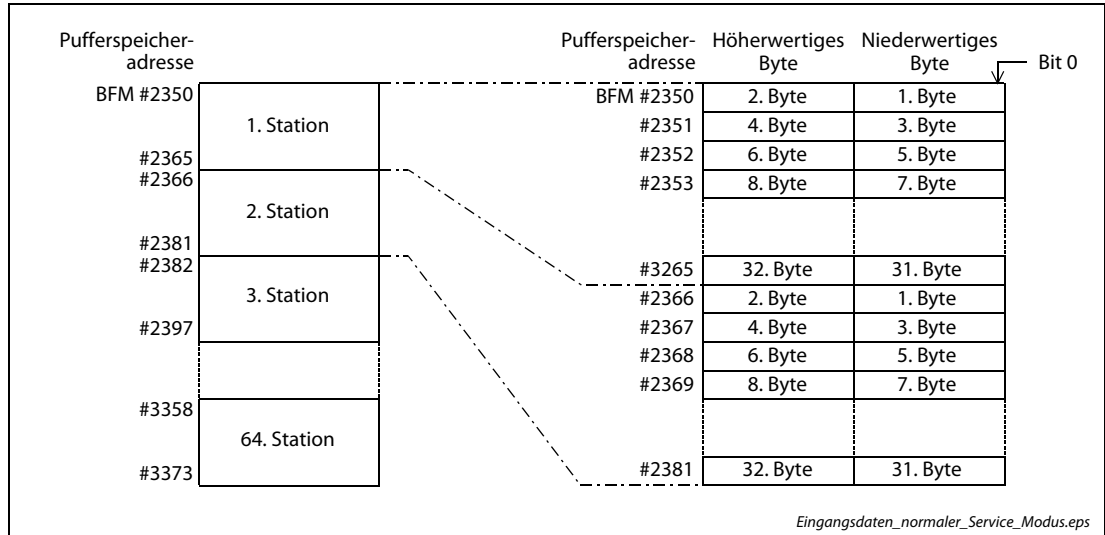 Pufferspeicher-
adresse
Pufferspeicher-
adresse
Höherwertiges
Byte
Niederwertiges
Byte
Bit 0
BFM #2350
1. Station
#2365
#2366
2. Station
#2381
#2382
3. Station
#2397
#3358
64. Station
#3373
BFM #2350 2. Byte 1. Byte
#2351 4. Byte 3. Byte
#2352 6. Byte 5. Byte
#2353 8. Byte 7. Byte
#3265 32. Byte 31. Byte
#2366 2. Byte 1. Byte
#2367 4. Byte 3. Byte
#2368 6. Byte 5. Byte
#2369 8. Byte 7. Byte
#2381 32. Byte 31. Byte
Eingangsdaten_normaler_Service_Modus.eps